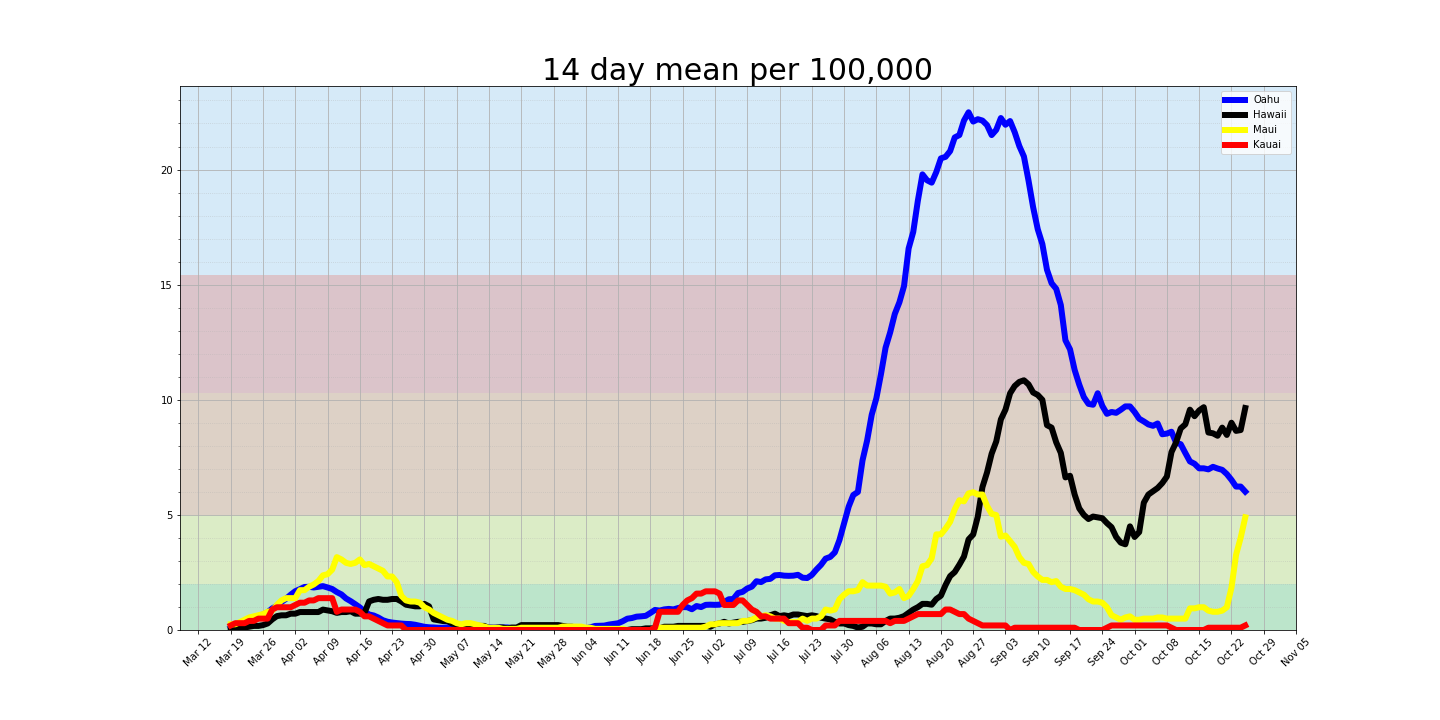 14 day mean per 100,000
Oahu
Hawaii
Maui
Kauai
20
15
10
5
0
Mar 12 Mar 19 Mar 26 Apr 02 Apr 09 Apr 16 Apr 23 Apr 30 May 07 May 14 May 21 May 28 Jun 04 Jun 11 Jun 18 Jun 25 Jul 02 Jul 09 Jul 16 Jul 23 Jul 30 Aug 06 Aug 13 Aug 20 Aug 27 Sep 03 Sep 10 Sep 17 Sep 24 Oct 01 Oct 08 Oct 15 Oct 22 Oct 29 Nov 05